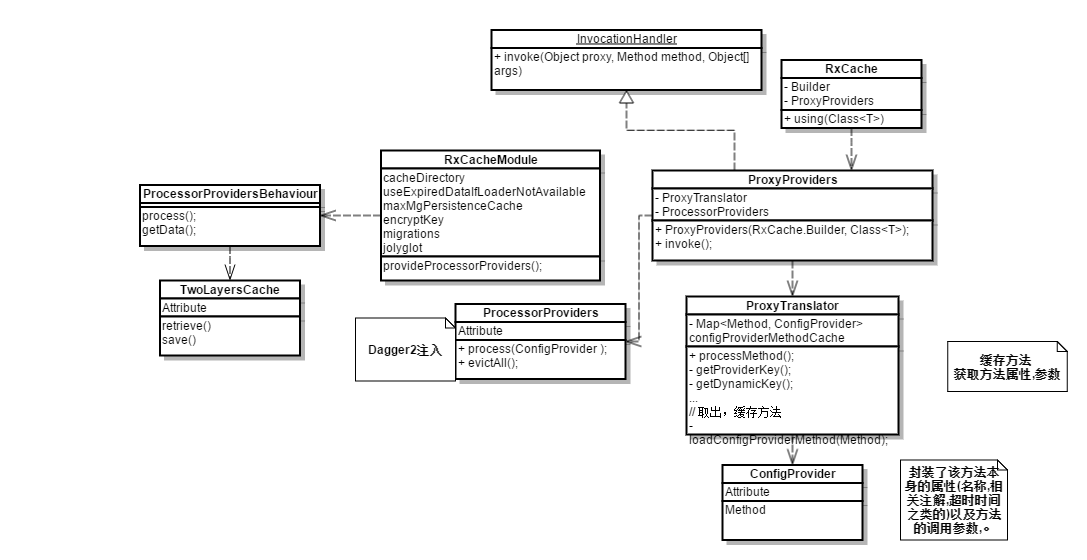 InvocationHandler
+ invoke(Object proxy, Method method, Object[]
args)
RxCache
- Builder
- ProxyProviders
+ using(Class<T>)
RxCacheModule
cacheDirectory
useExpiredDataIfLoaderNotAvailable
maxMgPersistenceCache
encryptKey
migrations
jolyglot
provideProcessorProviders();
ProcessorProvidersBehaviour
process();
getData();
TwoLayersCache
Attribute
retrieve()
save()
ProxyProviders
- ProxyTranslator
- ProcessorProviders
+ ProxyProviders(RxCache.Builder, Class<T>);
+ invoke();
Dagger2注入
ProcessorProviders
Attribute
+ process(ConfigProvider );
+ evictAll();
ProxyTranslator
- Map<Method, ConfigProvider>
configProviderMethodCache
+ processMethod();
- getProviderKey();
- getDynamicKey();
...
// 取出，缓存方法
-
loadConfigProviderMethod(Method);
缓存方法
获取方法属性,参数
ConfigProvider
Attribute
Method
封装了该方法本
身的属性(名称,相
关注解,超时时间
之类的)以及方法
的调用参数,。